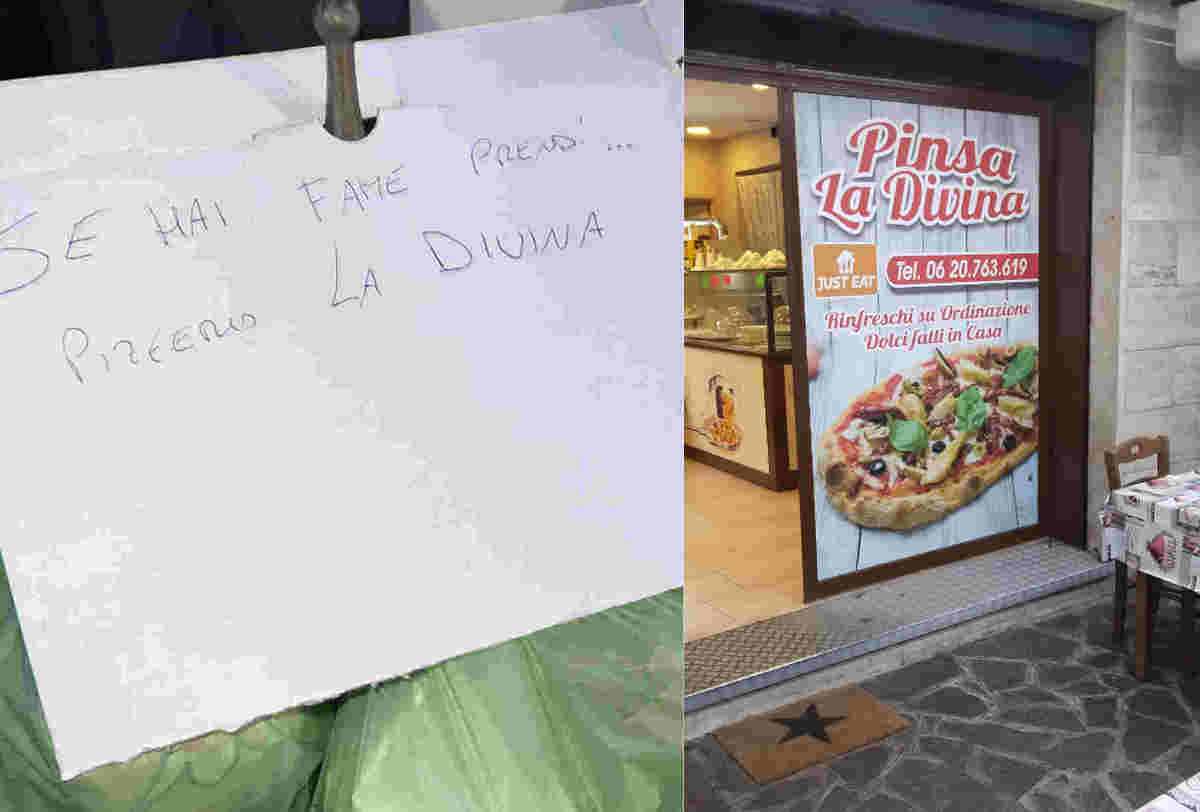 SE HAI FAME PRENDI...
PIZZERIA LA DIVINA
Pinsa
La Divina
JUST EAT
Tel. 06 20.763.619
Rinfreschi su Ordinazione
Dolci fatti in Casa